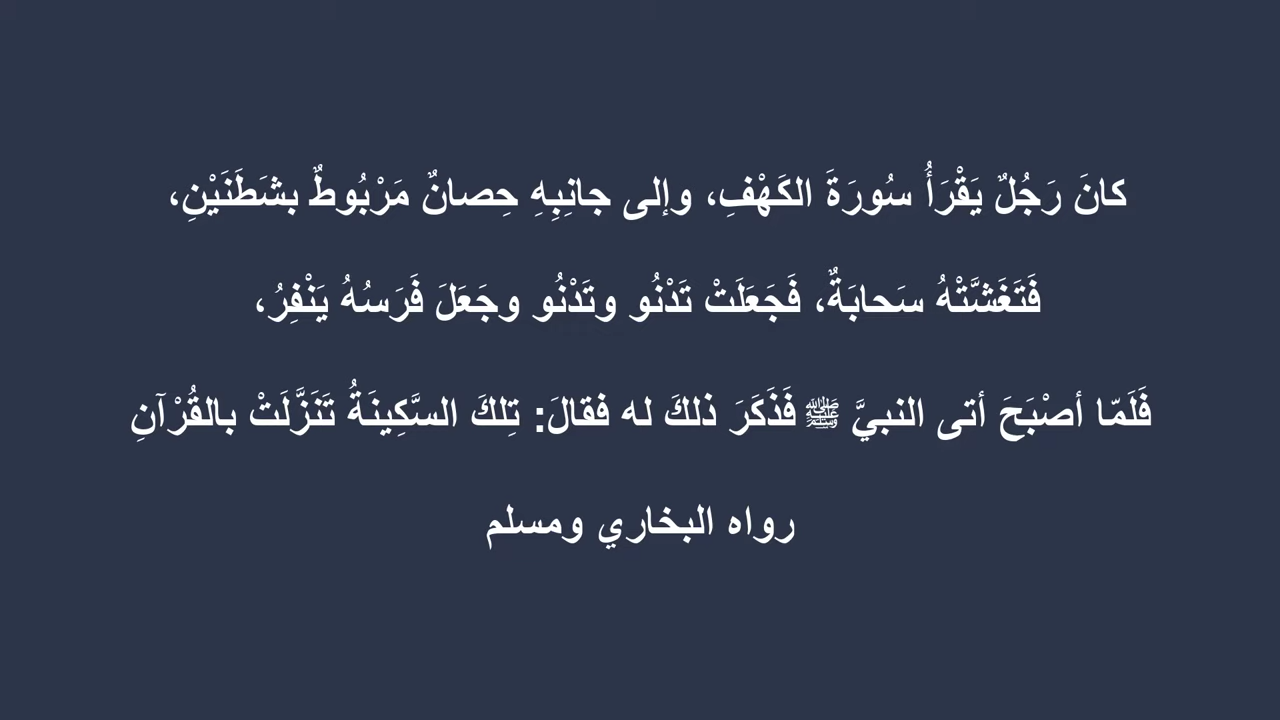 كانَ رَجُلٌ يَقْرَأُ سُورَةَ الكَهْفِ، وإلى جانِبِهِ حِصانٌ مَرْبُوطٌ بشَطَنَيْنِ،
فَتَغَشَّتْهُ سَحابَةٌ، فَجَعَلَتْ تَدْنُو وتَدْنُو وجَعَلَ فَرَسُهُ يَنْفِرُ،
فَلَمّا أصْبَحَ أتى النبيَّ ﷺ فَذَكَرَ ذلكَ له فقالَ: تِلكَ السَّكِينَةُ تَنَزَّلَتْ بالقُرْآنِ
رواه البخاري ومسلم